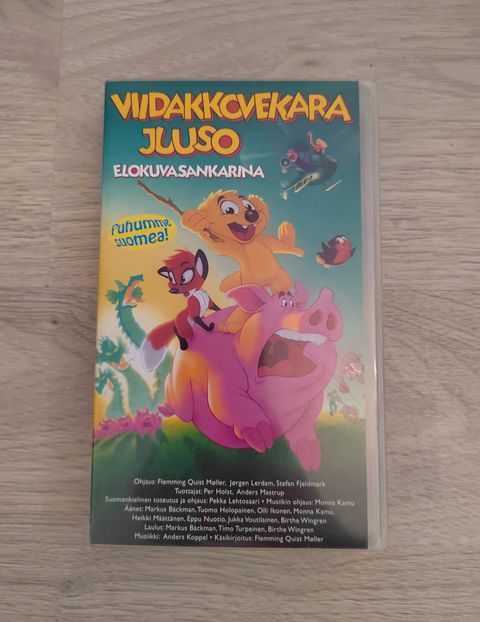 VIIDAKKOVEKARA
JUUSO
ELOKUVASANKARINA
Puhumme
suomea!
Ohjaus: Flemming Quist Møller, Jørgen Lerdam, Stefan Fjeldmark
Tuottajat: Per Holst, Anders Mastrup
Suomenkielinen toteutus ja ohjaus: Pekka Lehtosaari • Musiikin ohjaus: Monna Kamu
Äänet: Markus Bäckman, Tuomo Holopainen, Olli Ikonen, Monna Kamu,
Heikki Määttänen, Eppu Nuotio, Jukka Voutilainen, Birthe Wingren
Laulut: Markus Bäckman, Timo Turpeinen, Birthe Wingren
Musiikki: Anders Koppel • Käsikirjoitus: Flemming Quist Møller